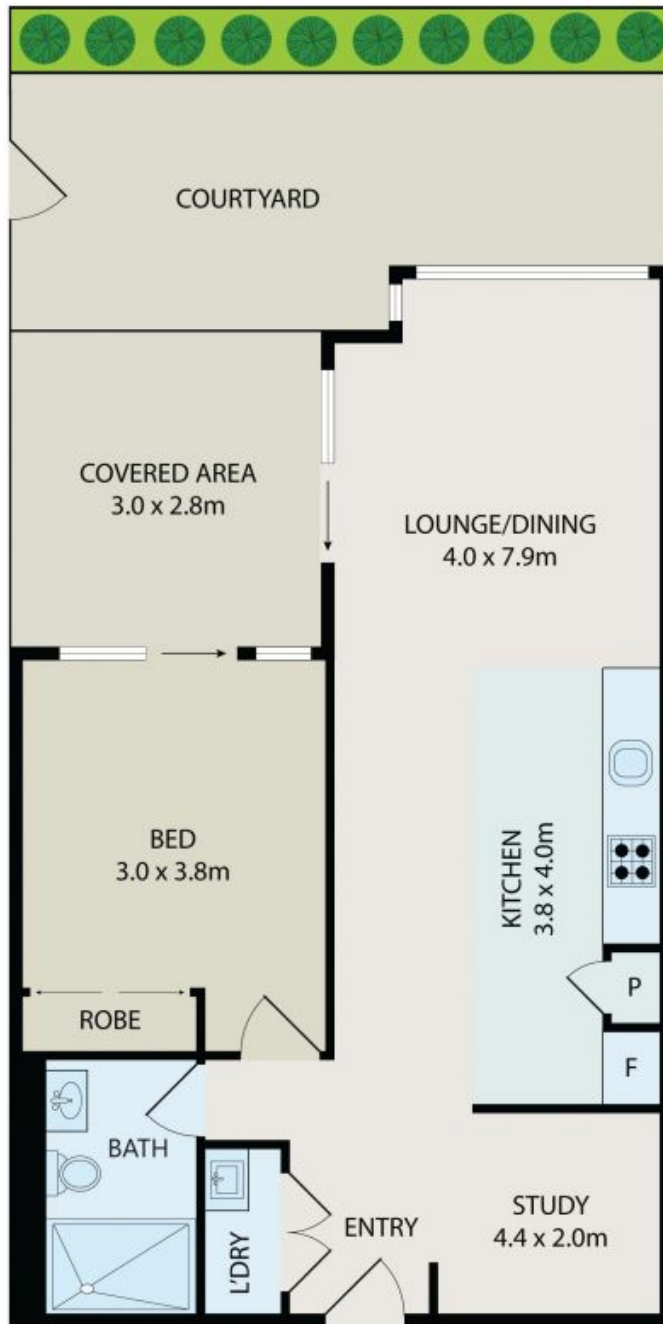 COURTYARD
COVERED AREA
3.0 x 2.8m
LOUNGE/DINING
4.0 x 7.9m
BED
3.0 x 3.8m
KITCHEN
3.8 x 4.0m
P
ROBE
F
BATH
STUDY
4.4 x 2.0m
ENTRY
L'DRY